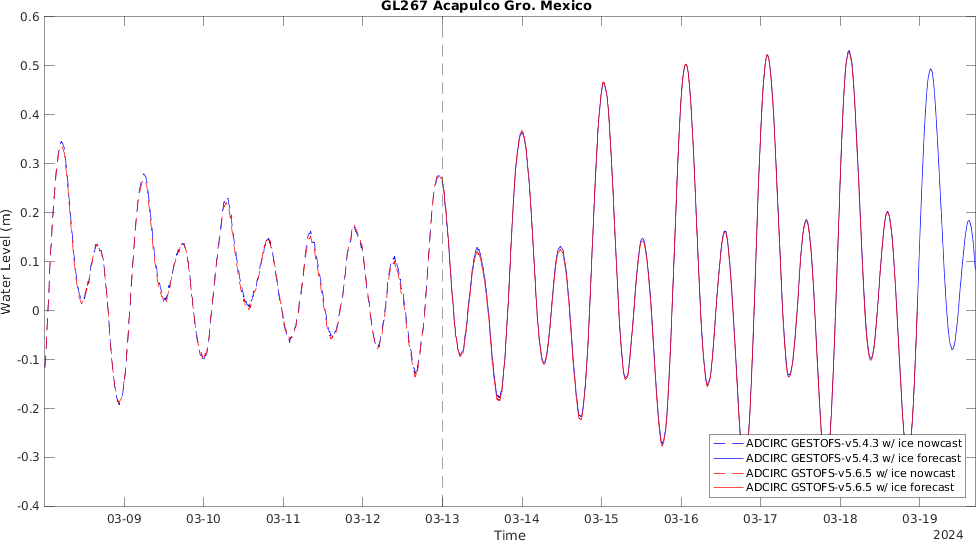 GL267 Acapulco Gro. Mexico
0.6
0.5
0.4
0.3
0.2
0.1
0
-0.1
-0.2
-0.3
-0.4
Water Level (m)
ADCIRC GESTOFS-v5.4.3 w/ ice nowcast
ADCIRC GESTOFS-v5.4.3 w/ ice forecast
ADCIRC GSTOFS-v5.6.5 w/ ice nowcast
ADCIRC GSTOFS-v5.6.5 w/ ice forecast
03-09 03-10 03-11 03-12 03-13 03-14 03-15 03-16 03-17 03-18 03-19
Time
2024